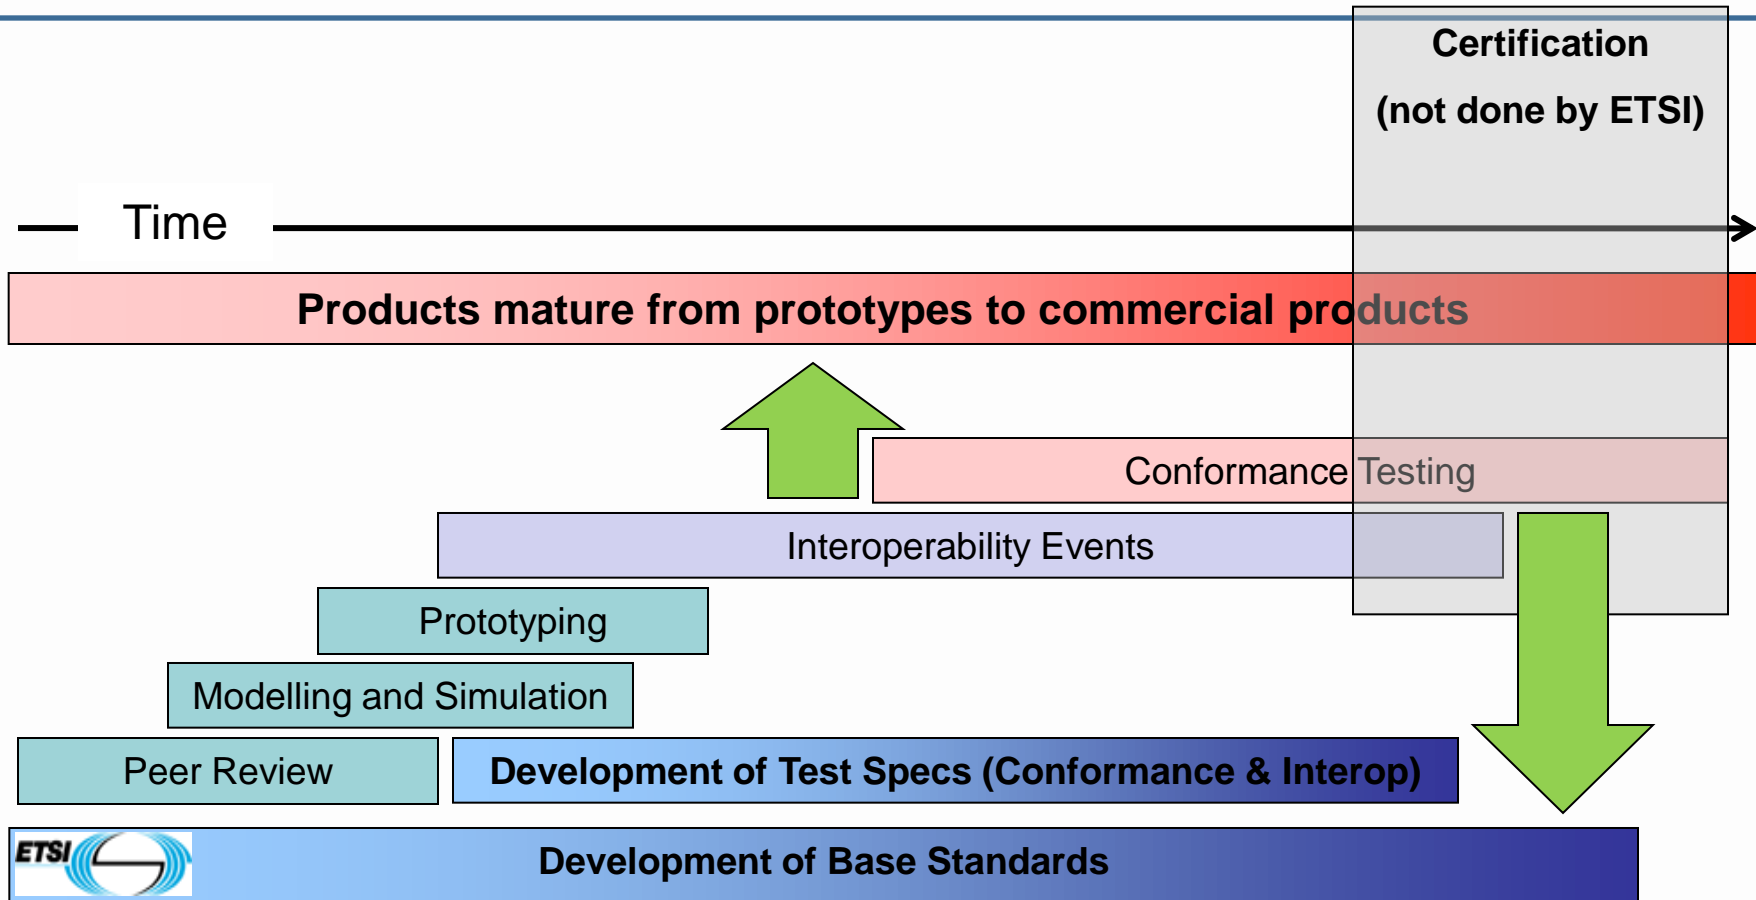 Certification
(not done by ETSI)
Time
Products mature from prototypes to commercial products
Conformance Testing
Interoperability Events
Prototyping
Modelling and Simulation
Peer Review
Development of Test Specs (Conformance & Interop)
ETSI
Development of Base Standards